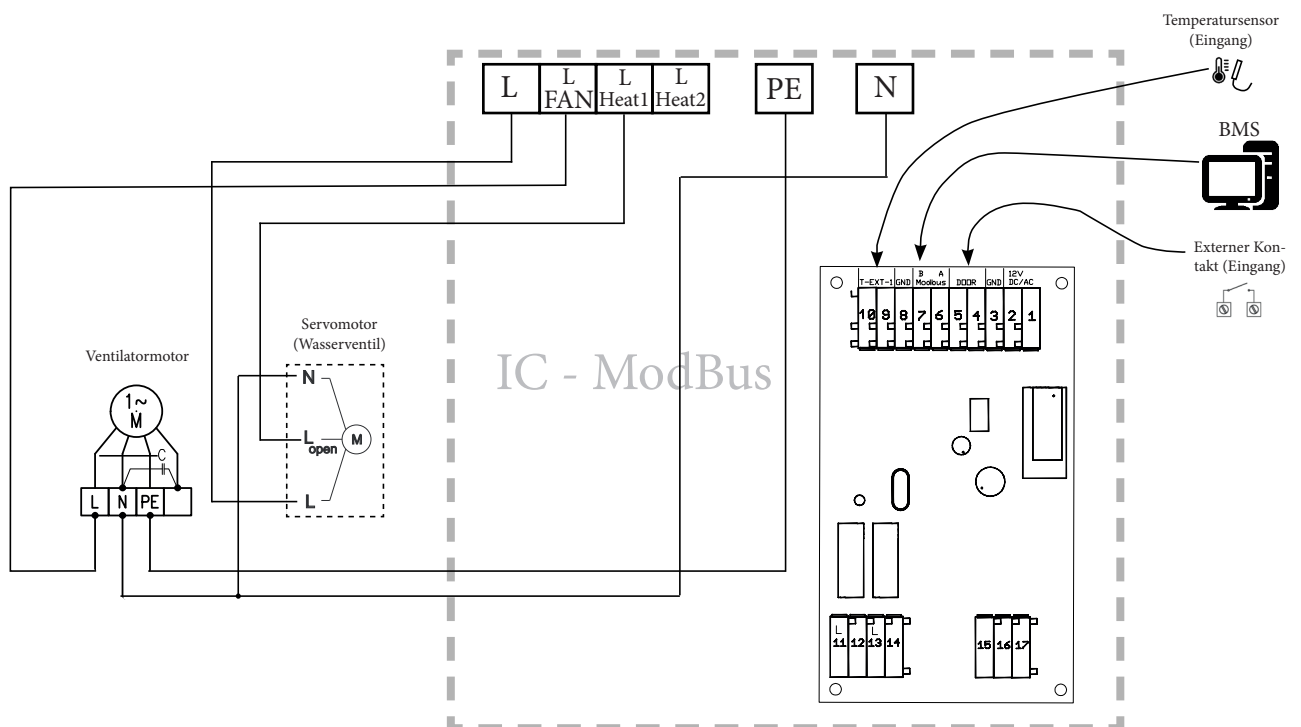 Temperatursensor
(Eingang)
L
L
FAN
L
Heat1
L
Heat2
PE
N
BMS
Externer Kon-
takt (Eingang)
B A 12V
T-EXT-1 GND Modbus DOOR GND DC/AC
10 9 8 7 6 5 4 3 2 1
IC - ModBus
Servomotor
(Wasserventil)
N
L
open
M
L
Ventilatormotor
1~
M
C
L N PE
L L
11 12 13 14
15 16 17